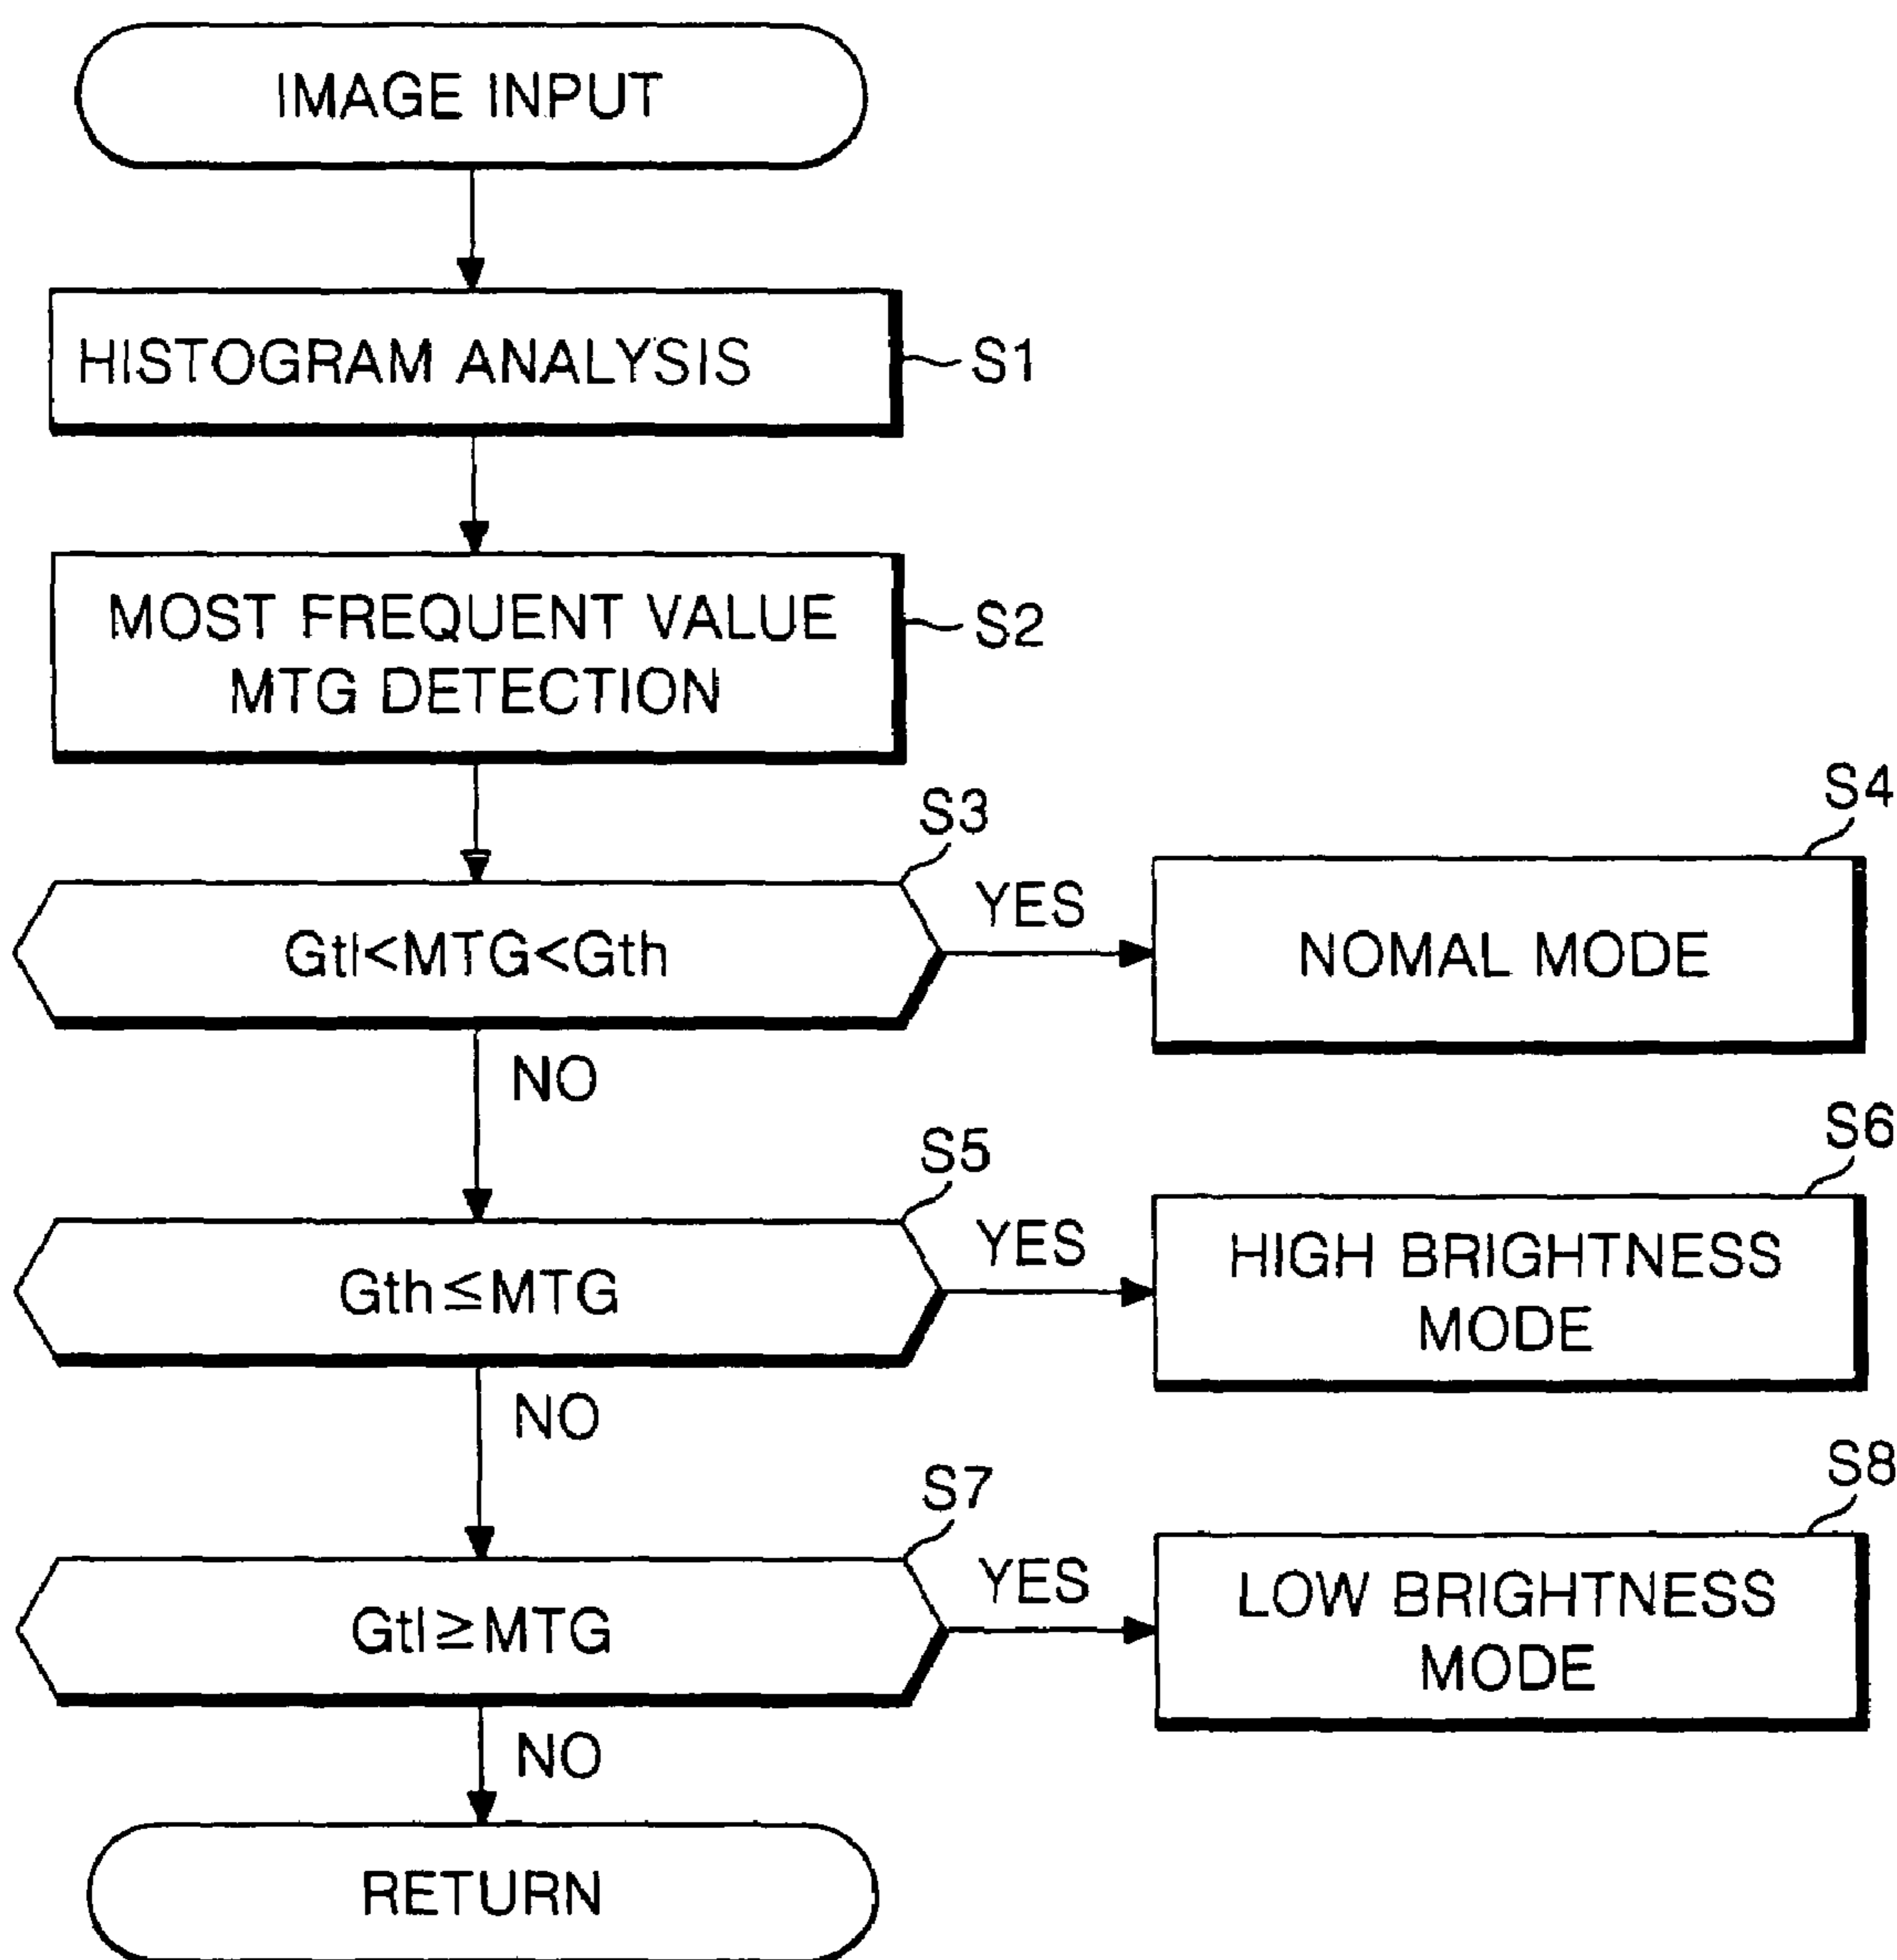 IMAGE INPUT
HISTOGRAM ANALYSIS
S1
MOST FREQUENT VALUE
MTG DETECTION
S2
S3
Gtl<MTG<Gth
YES
S4
NOMAL MODE
NO
S5
Gth≦MTG
YES
S6
HIGH BRIGHTNESS
MODE
NO
S7
Gtl≧MTG
YES
S8
LOW BRIGHTNESS
MODE
NO
RETURN